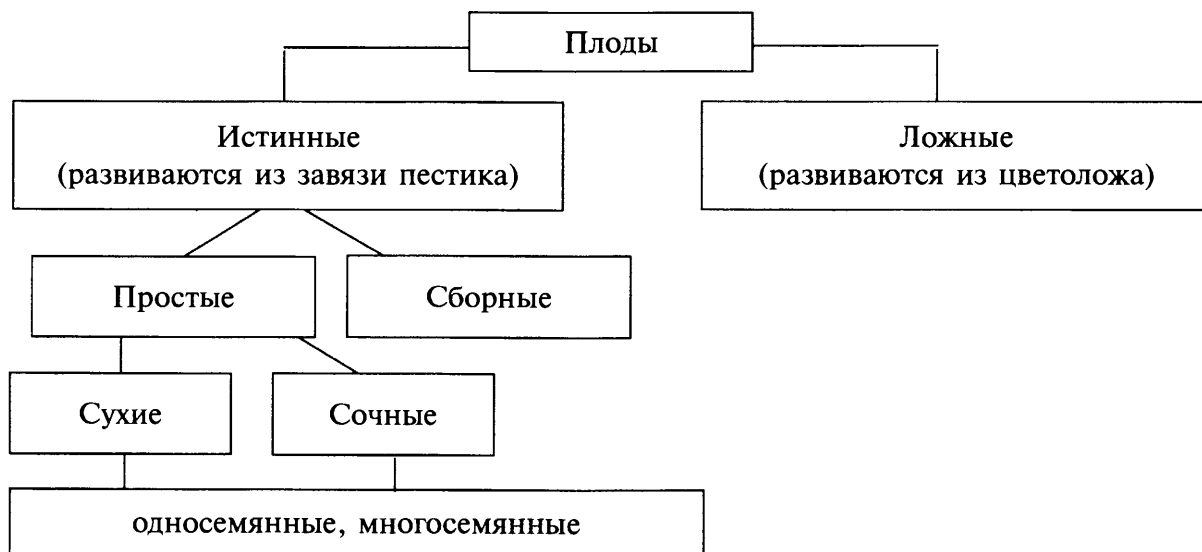 Плоды
Истинные
(развиваются из завязи пестика)
Ложные
(развиваются из цветоложа)
Простые
Сборные
Сухие
Сочные
односемянные, многосемянные